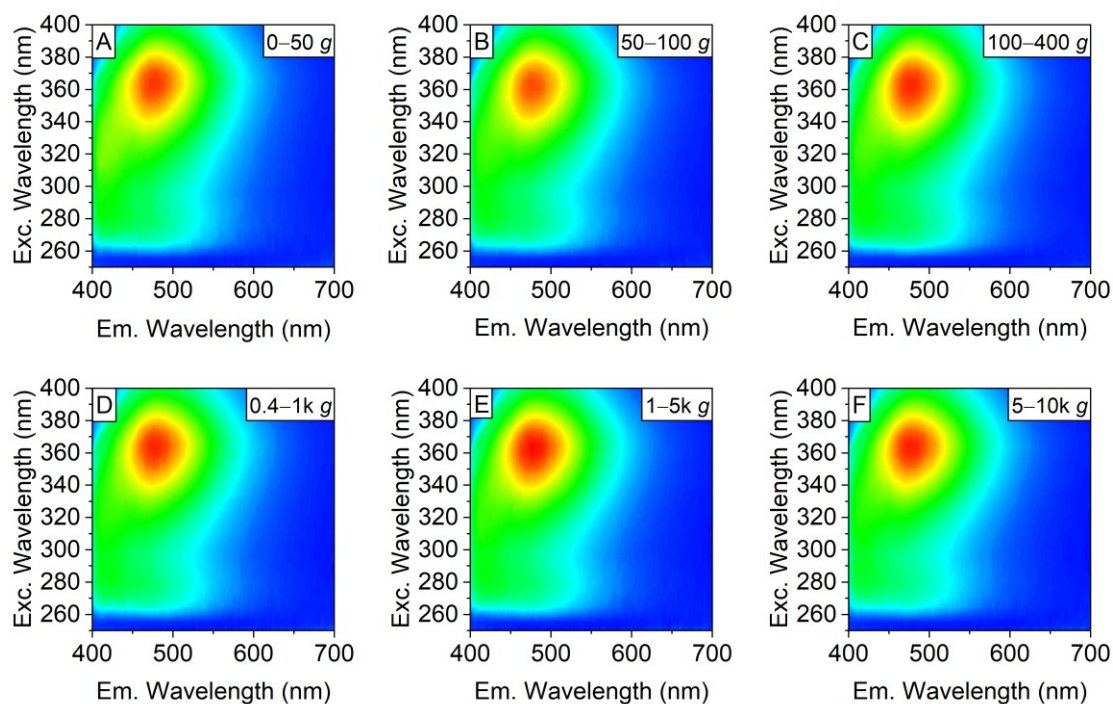 A
0–50 g
Exc. Wavelength (nm)
400
380
360
340
320
300
280
260
400 500 600 700
Em. Wavelength (nm)
B
50–100 g
Exc. Wavelength (nm)
400
380
360
340
320
300
280
260
400 500 600 700
Em. Wavelength (nm)
C
100–400 g
Exc. Wavelength (nm)
400
380
360
340
320
300
280
260
400 500 600 700
Em. Wavelength (nm)
D
0.4–1k g
Exc. Wavelength (nm)
400
380
360
340
320
300
280
260
400 500 600 700
Em. Wavelength (nm)
E
1–5k g
Exc. Wavelength (nm)
400
380
360
340
320
300
280
260
400 500 600 700
Em. Wavelength (nm)
F
5–10k g
Exc. Wavelength (nm)
400
380
360
340
320
300
280
260
400 500 600 700
Em. Wavelength (nm)